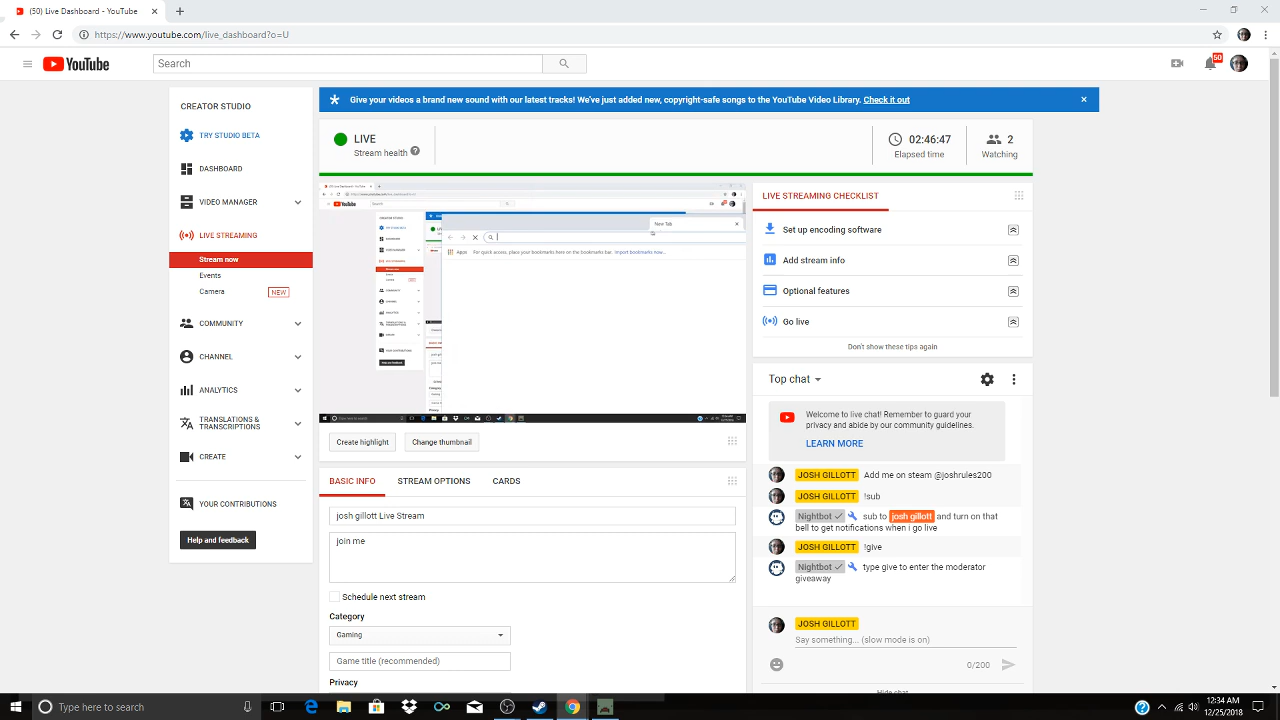 (50) Live Dashboard - YouTube
https://www.youtube.com/live_dashboard?o=U
YouTube
Search
50
CREATOR STUDIO
TRY STUDIO BETA
DASHBOARD
VIDEO MANAGER
LIVE STREAMING
Stream now
Events
Camera NEW
COMMUNITY
CHANNEL
ANALYTICS
TRANSLATIONS &
TRANSCRIPTIONS
CREATE
YOUR CONTRIBUTIONS
Help and feedback
Give your videos a brand new sound with our latest tracks! We've just added new, copyright-safe songs to the YouTube Video Library. Check it out
LIVE
Stream health
02:46:47
Elapsed time
2
Watching
New Tab
Apps For quick access, place your bookmarks here on the bookmarks bar. Import bookmarks now...
Create highlight
Change thumbnail
BASIC INFO STREAM OPTIONS CARDS
josh gillott Live Stream
join me
Schedule next stream
Category
Gaming
Game title (recommended)
Privacy
LIVE STREAMING CHECKLIST
Set up encoding software
Add stream info
Optional features
Go live
Don't show these tips again
Top chat
Welcome to live chat! Remember to guard your
privacy and abide by our community guidelines.
LEARN MORE
JOSH GILLOTT Add me on steam @joshrules200
JOSH GILLOTT !sub
Nightbot sub to josh gillott and turn on that
bell to get notifications when i go live
JOSH GILLOTT !give
Nightbot type give to enter the moderator
giveaway
JOSH GILLOTT
Say something... (slow mode is on)
0/200
Hide chat
Type here to search
12:34 AM
12/25/2018